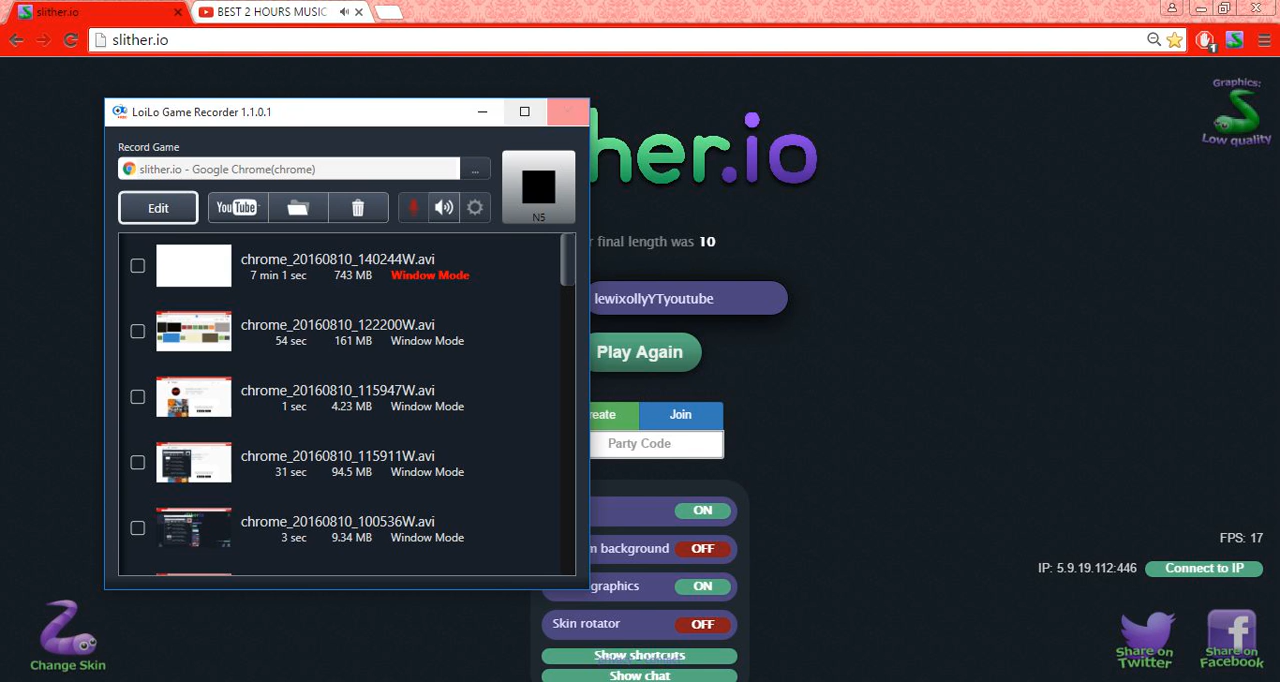 slither.io
BEST 2 HOURS MUSIC
slither.io
1
Graphics:
Low quality
LoiLo Game Recorder 1.1.0.1
Record Game
slither.io - Google Chrome(chrome)
...
Edit
YouTube
N5
her.io
chrome_20160810_140244W.avi
7 min 1 sec 743 MB Window Mode
chrome_20160810_122200W.avi
54 sec 161 MB Window Mode
chrome_20160810_115947W.avi
1 sec 4.23 MB Window Mode
chrome_20160810_115911W.avi
31 sec 94.5 MB Window Mode
chrome_20160810_100536W.avi
3 sec 9.34 MB Window Mode
r final length was 10
lewixollyYTyoutube
Play Again
reate Join
Party Code
ON
m background OFF
graphics ON
Skin rotator OFF
Show shortcuts
Show chat
FPS: 17
IP: 5.9.19.112:446 Connect to IP
Change Skin
Share on
Twitter
Share on
Facebook